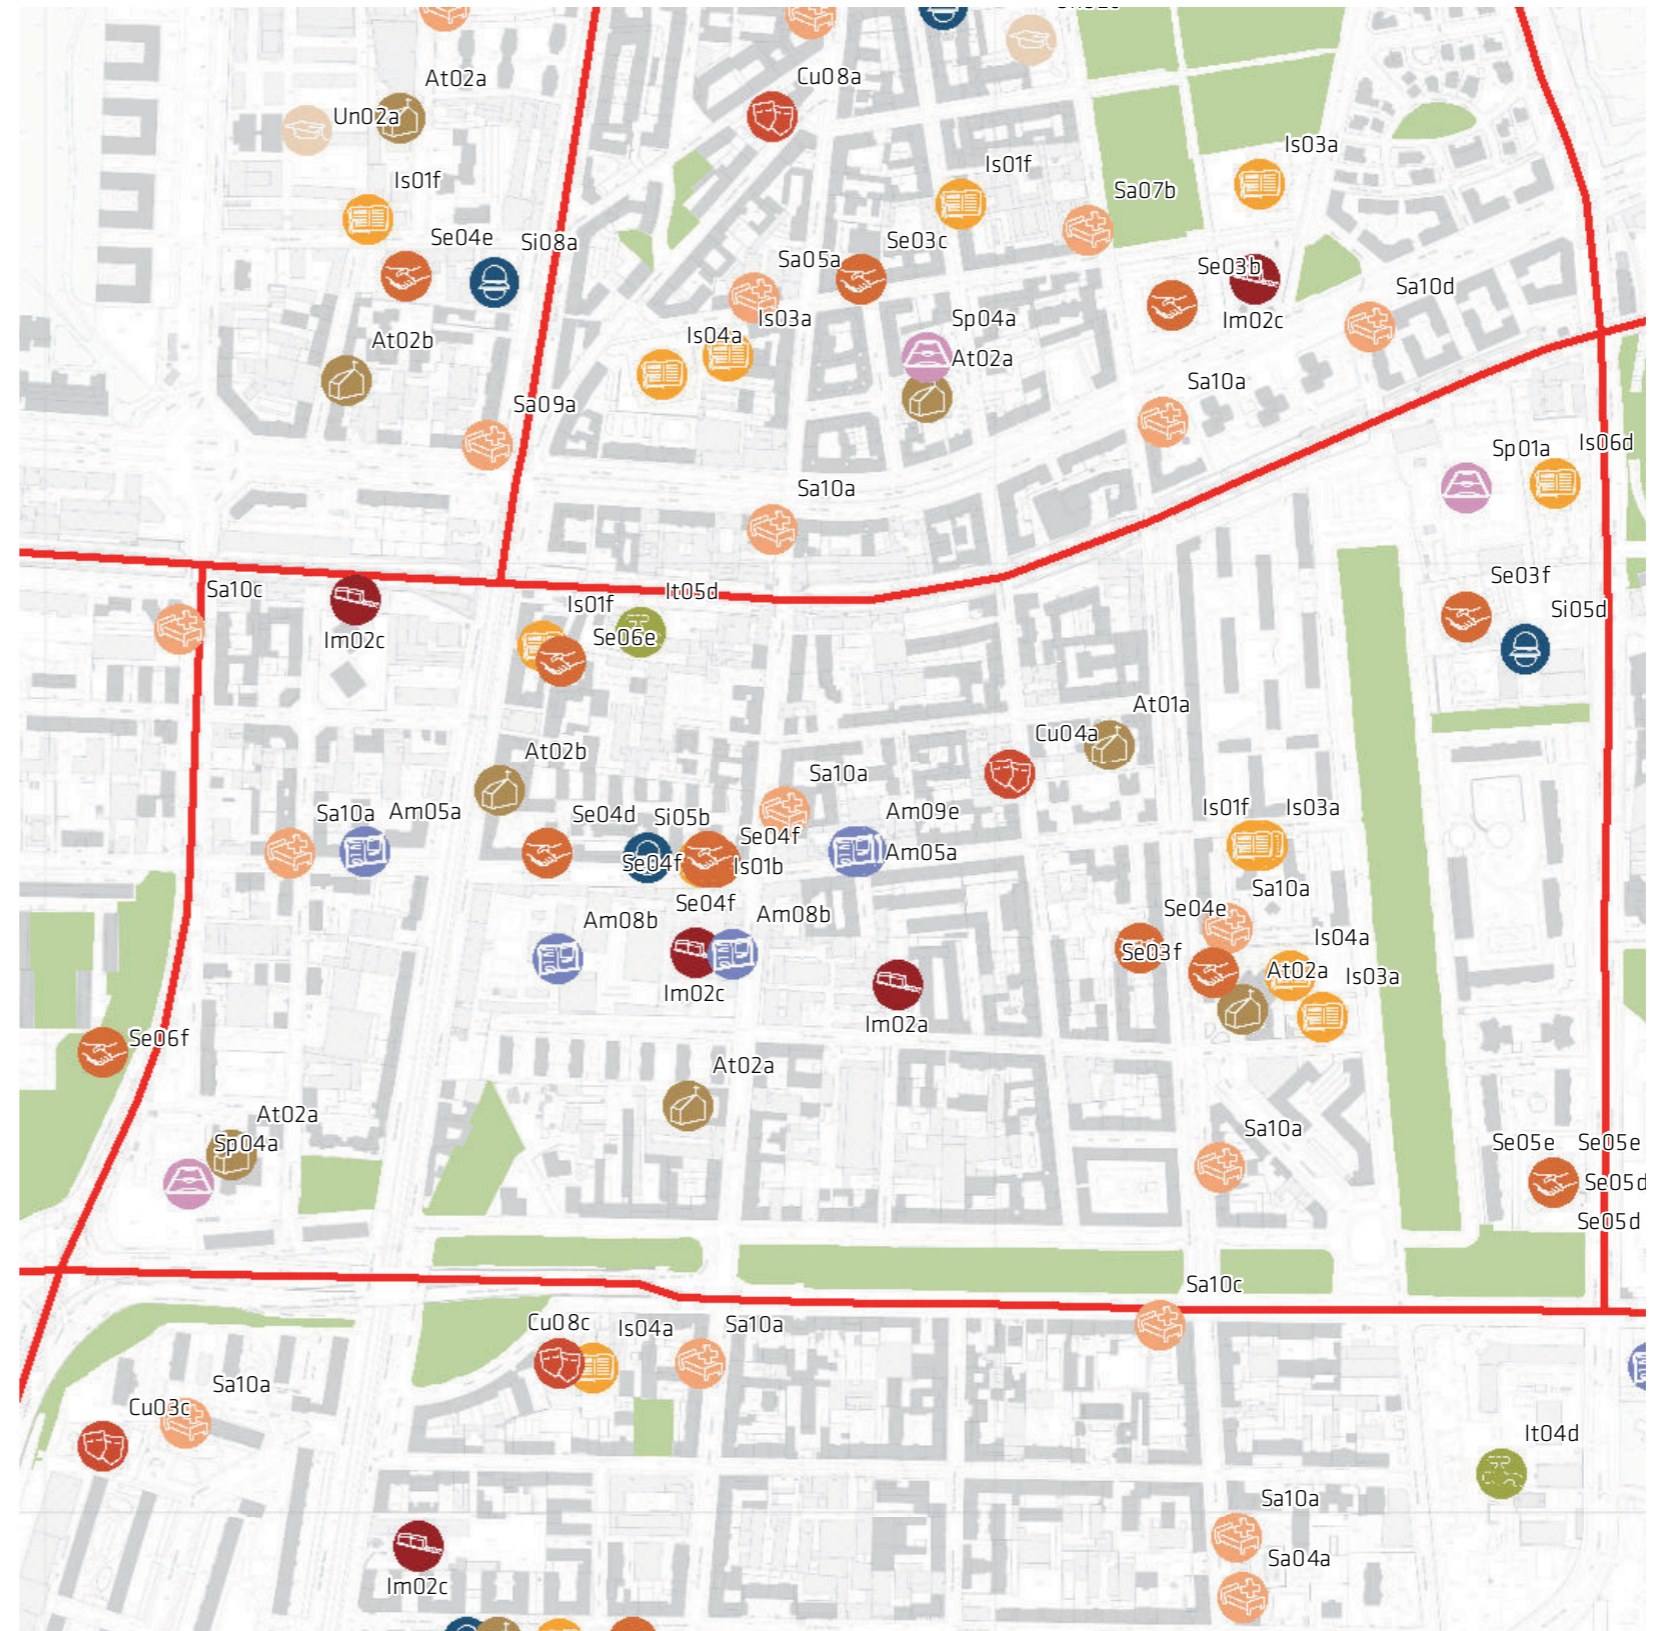 At02a
Cu08a
Un02a
Is03a
Is01f
Is01f
Sa07b
Se04e
Si08a
Se03c
Sa05a
Se03b
Sa10d
Is03a
Sp04a
Im02c
Is04a
At02b
At02a
Sa10a
Sa09a
Sp01a
Is06d
Sa10a
Se03f
Sa10c
It05d
Is01f
Si05d
Im02c
Se06e
At01a
Cu04a
At02b
Sa10a
Is01f
Is03a
Sa10a
Am05a
Se04d
Si05b
Am09e
Se04f
Am05a
Se04f
Is01b
Sa10a
Se04f
Am08b
Am08b
Se04e
Is04a
Se03f
At02a
Is03a
Im02c
Im02a
Se06f
At02a
At02a
Sp04a
Sa10a
Se05e
Se05e
Se05d
Se05d
Sa10c
Cu08c
Is04a
Sa10a
Sa10a
Cu03c
It04d
Sa10a
Sa04a
Im02c